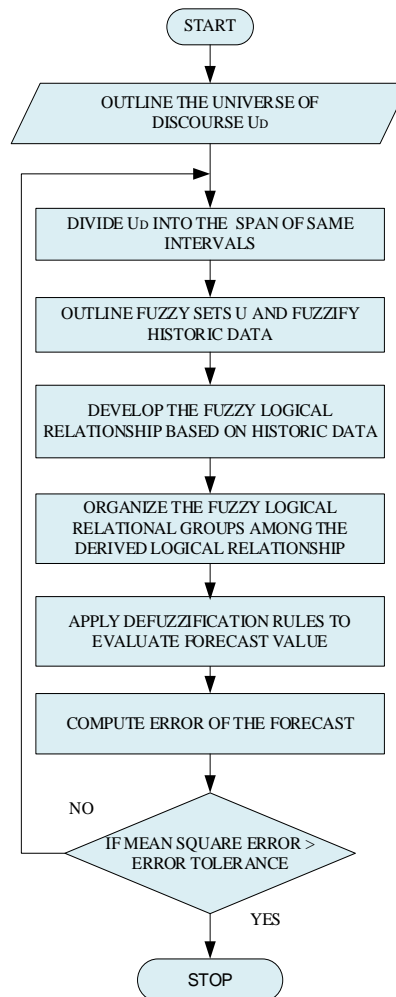 START
OUTLINE THE UNIVERSE OF
DISCOURSE UD
DIVIDE UD INTO THE SPAN OF SAME
INTERVALS
OUTLINE FUZZY SETS U AND FUZZIFY
HISTORIC DATA
DEVELOP THE FUZZY LOGICAL
RELATIONSHIP BASED ON HISTORIC DATA
ORGANIZE THE FUZZY LOGICAL
RELATIONAL GROUPS AMONG THE
DERIVED LOGICAL RELATIONSHIP
APPLY DEFUZZIFICATION RULES TO
EVALUATE FORECAST VALUE
COMPUTE ERROR OF THE FORECAST
NO
IF MEAN SQUARE ERROR >
ERROR TOLERANCE
YES
STOP